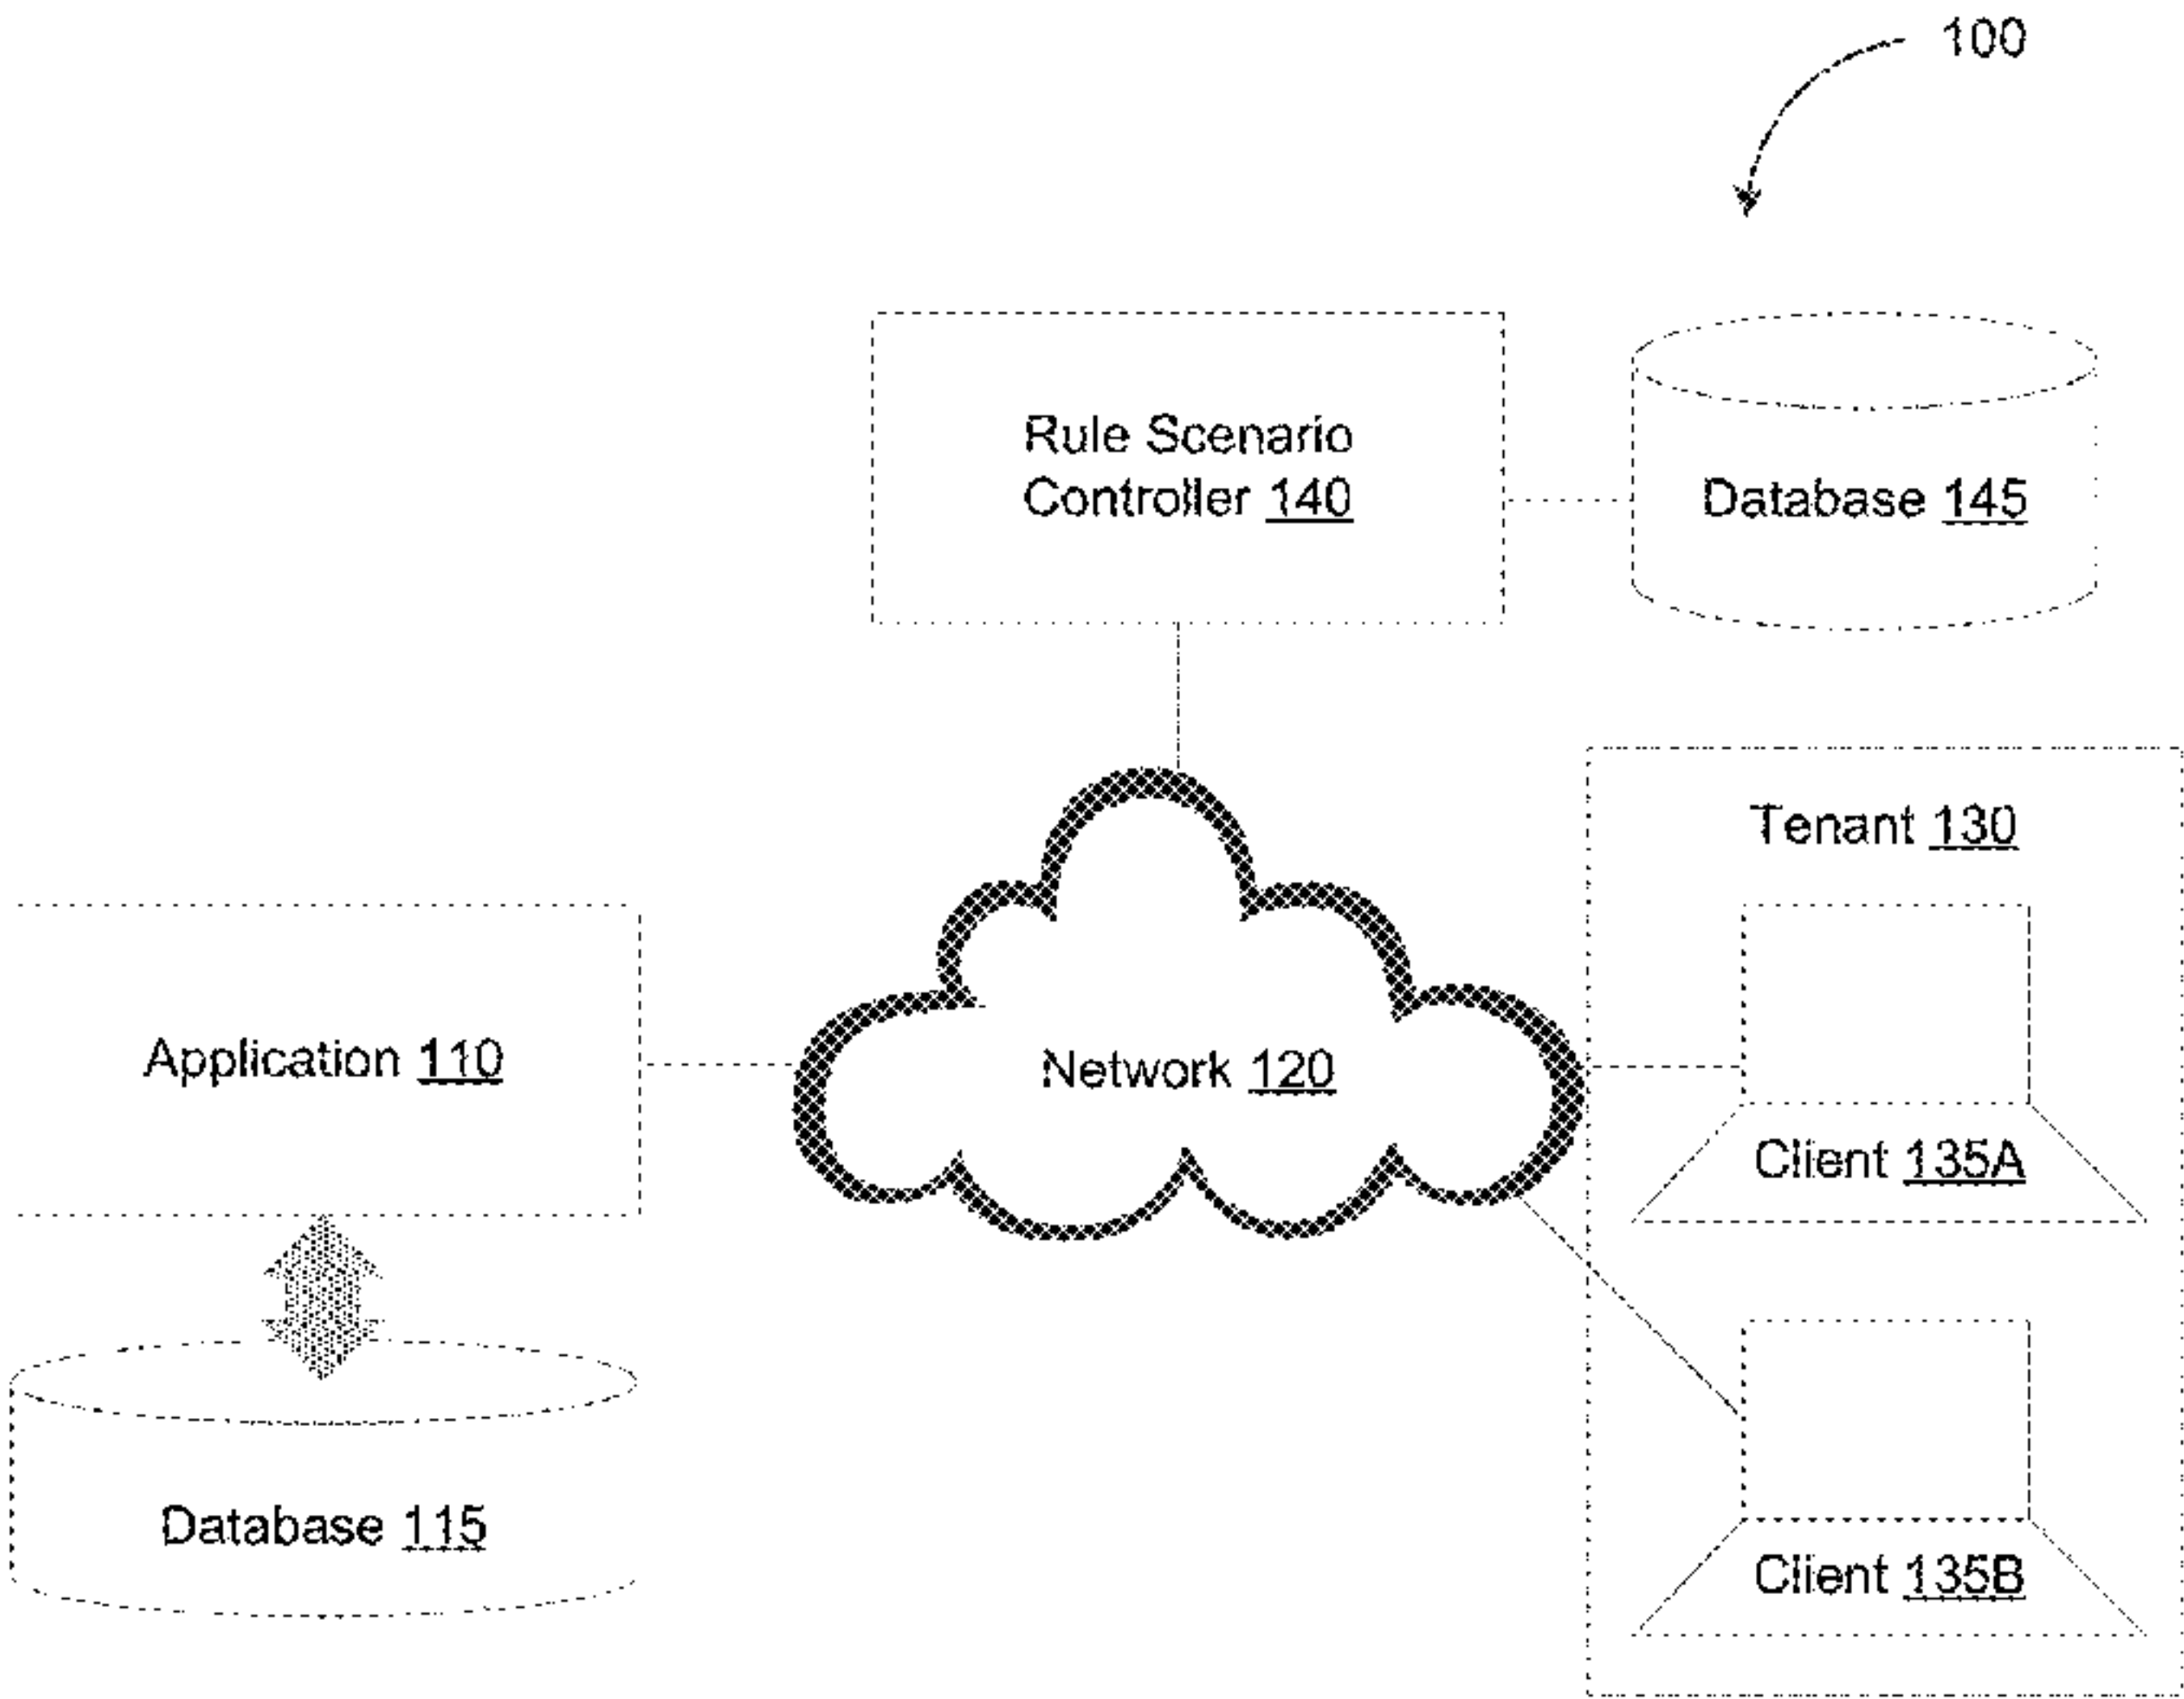 100
Rule Scenario
Controller 140
Database 145
Tenant 130
Application 110
Network 120
Client 135A
Database 115
Client 135B